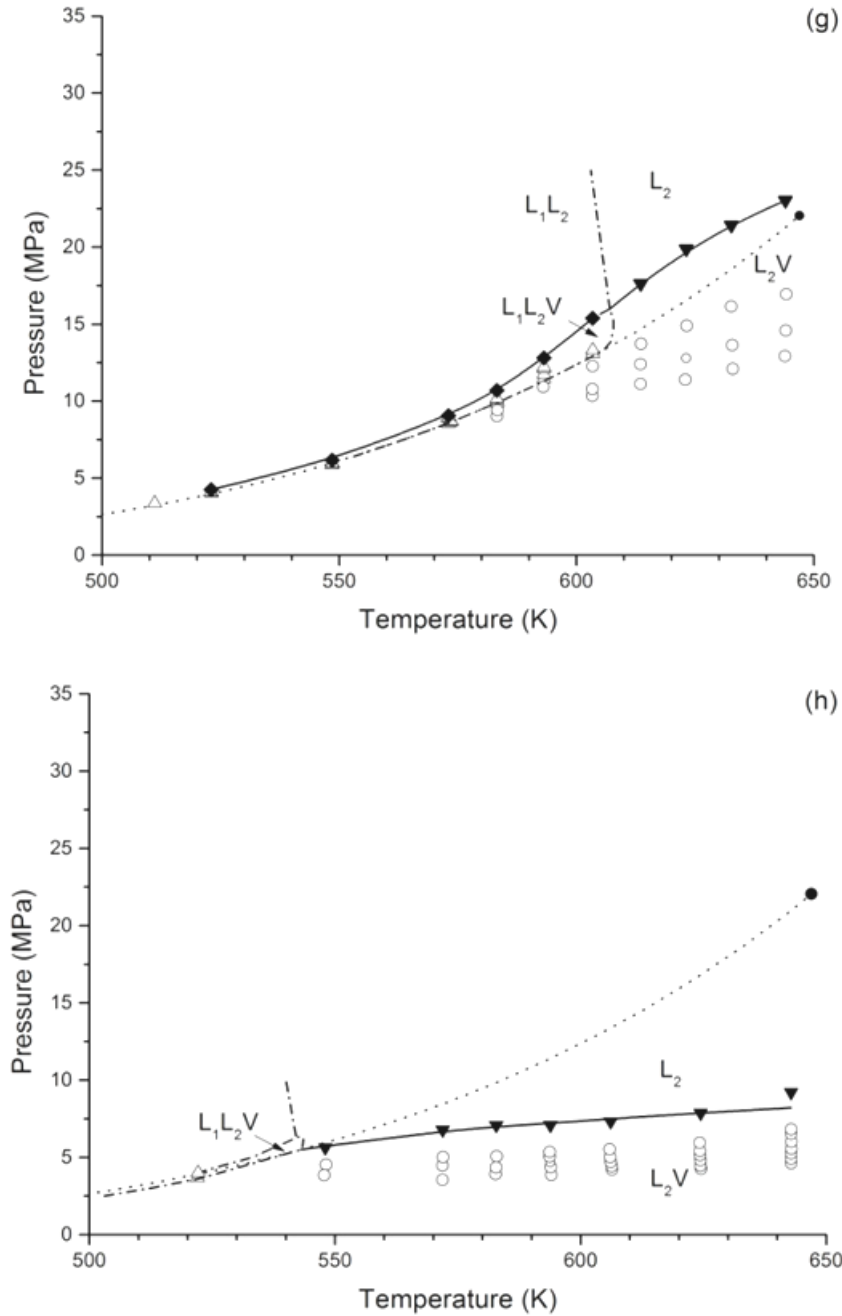 (g)
35
30
25
20
15
10
5
0
Pressure (MPa)
L₁L₂
L₂
L₂V
L₁L₂V
500
550
600
650
Temperature (K)
(h)
35
30
25
20
15
10
5
0
Pressure (MPa)
L₁L₂V
L₂
L₂V
500
550
600
650
Temperature (K)